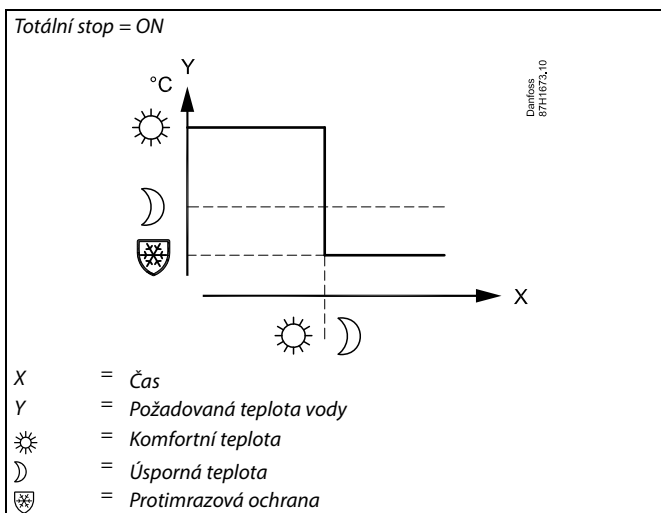 Totální stop = ON
Y
°C
Danfoss
87H1673.10
X
X = Čas
Y = Požadovaná teplota vody
= Komfortní teplota
= Úsporná teplota
= Protimrazová ochrana